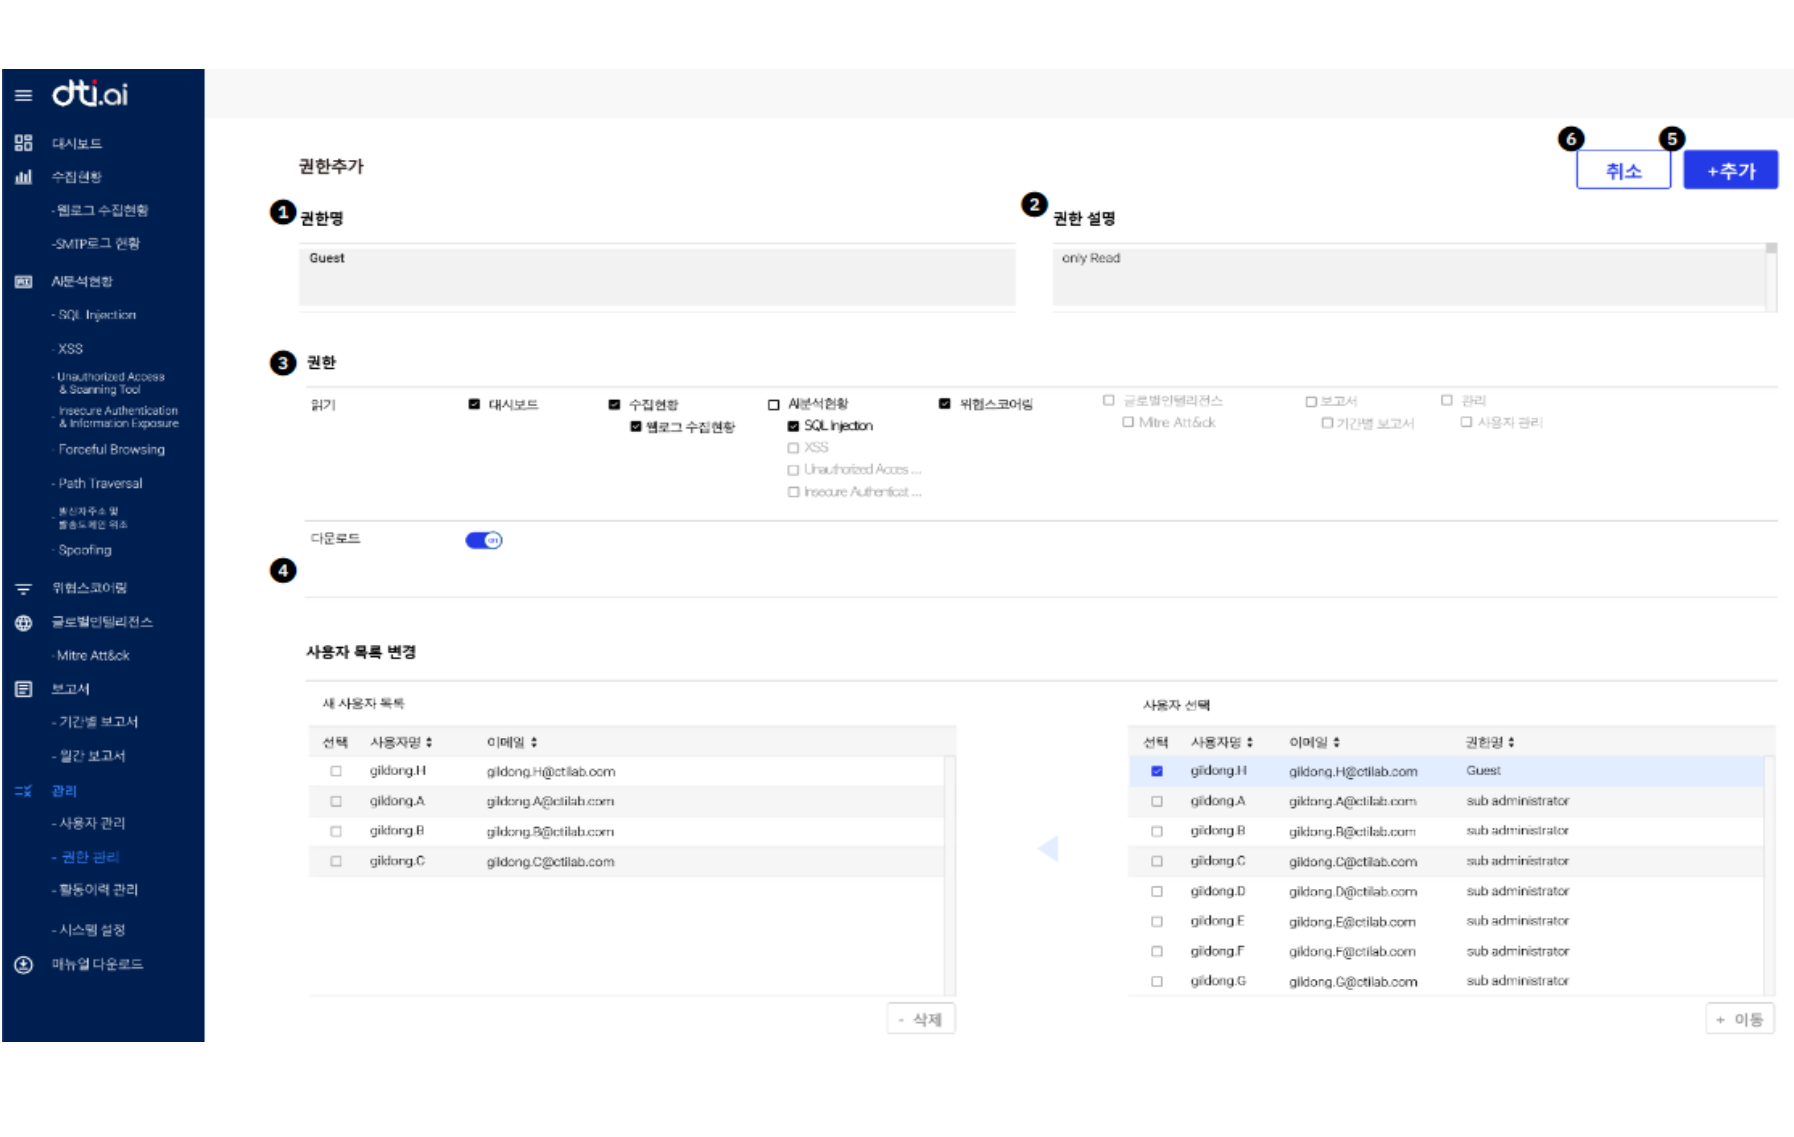 dti.ai
대시보드
수집현황
- 웹로그 수집현황
-SMTP로그 현황
AI분석현황
- SQL Injection
- XSS
- Unauthorized Access
& Scanning Tool
- Insecure Authentication
& Information Exposure
- Forceful Browsing
- Path Traversal
- 발신자주소 및
발송도메인 위조
- Spoofing
위협스코어링
글로벌인텔리전스
- Mitre Att&ck
보고서
- 기간별 보고서
- 월간 보고서
관리
- 사용자 관리
- 권한 관리
- 활동이력 관리
- 시스템 설정
매뉴얼 다운로드
권한추가
6 취소
5 +추가
1 권한명
2 권한 설명
Guest
only Read
3 권한
읽기
대시보드
수집현황
웹로그 수집현황
AI분석현황
SQL Injection
XSS
Unauthorized Acces ...
Insecure Authenticat ...
위협스코어링
글로벌인텔리전스
Mitre Att&ck
보고서
기간별 보고서
관리
사용자 관리
다운로드
on
4
사용자 목록 변경
새 사용자 목록
선택 사용자명 이메일
gildong.H gildong.H@ctilab.com
gildong.A gildong.A@ctilab.com
gildong.B gildong.B@ctilab.com
gildong.C gildong.C@ctilab.com
- 삭제
사용자 선택
선택 사용자명 이메일 권한명
gildong.H gildong.H@ctilab.com Guest
gildong.A gildong.A@ctilab.com sub administrator
gildong.B gildong.B@ctilab.com sub administrator
gildong.C gildong.C@ctilab.com sub administrator
gildong.D gildong.D@ctilab.com sub administrator
gildong.E gildong.E@ctilab.com sub administrator
gildong.F gildong.F@ctilab.com sub administrator
gildong.G gildong.G@ctilab.com sub administrator
+ 이동